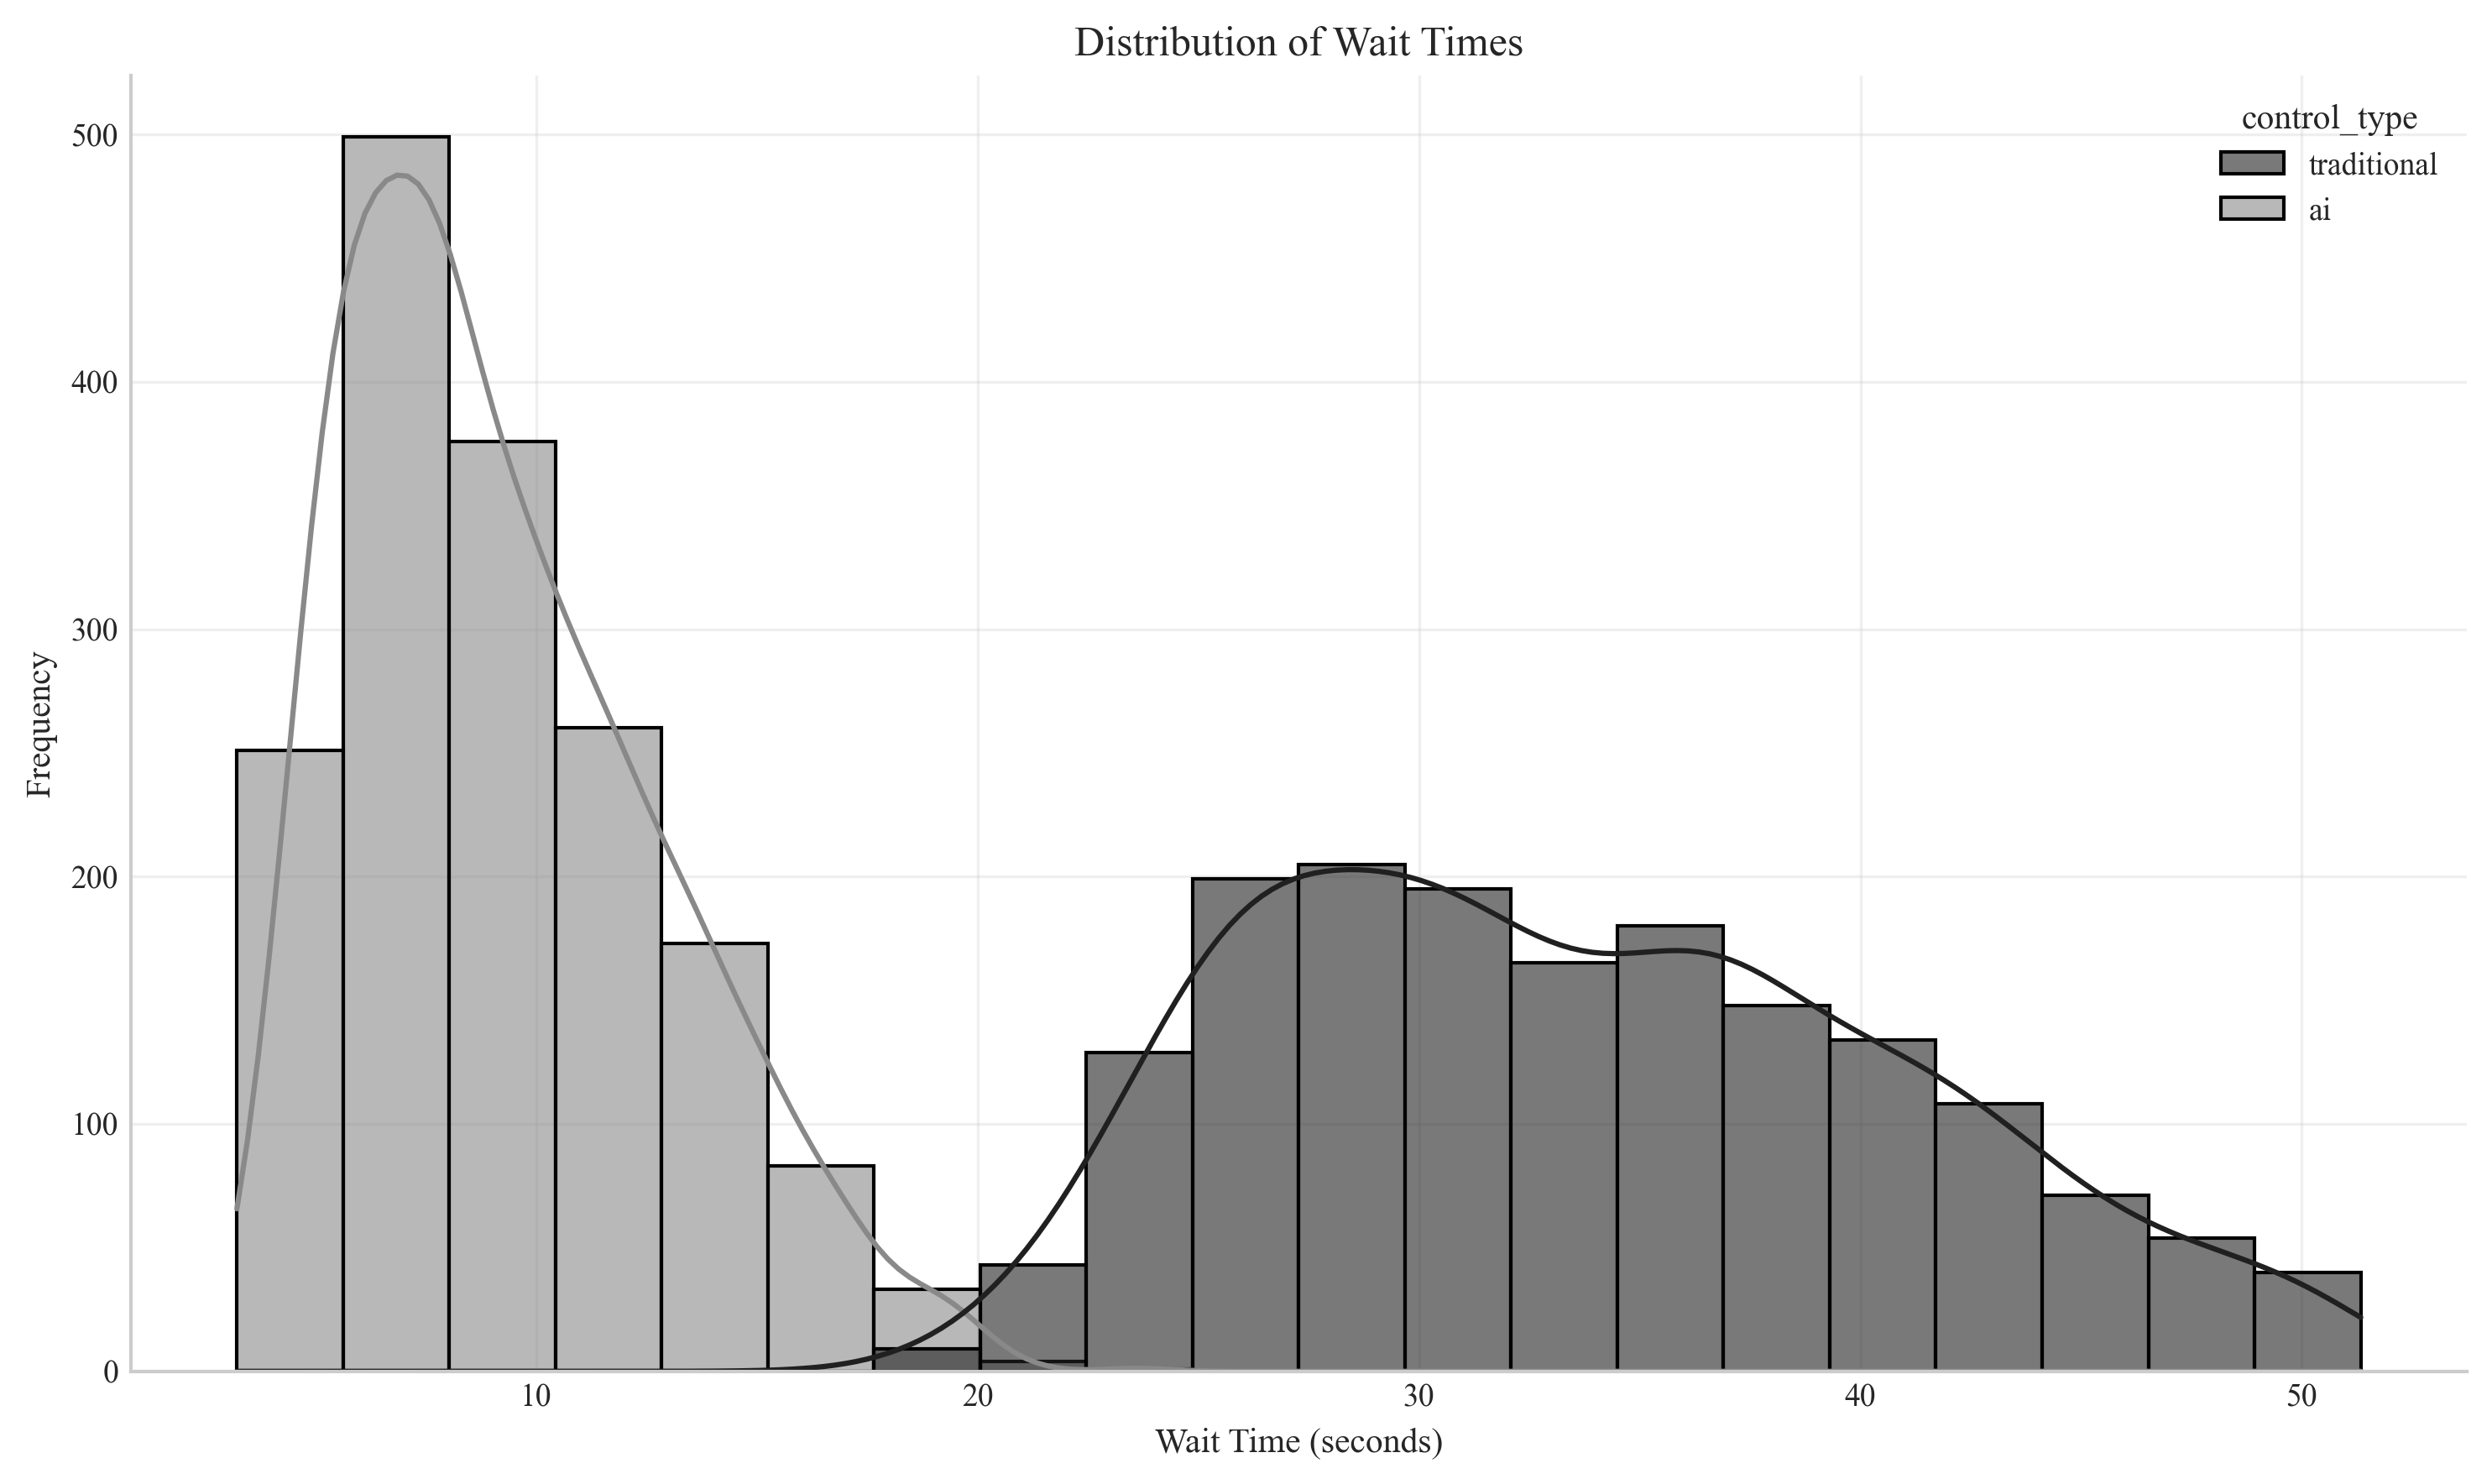 Distribution of Wait Times
control_type
traditional
ai
Frequency
500
400
300
200
100
0
10 20 30 40 50
Wait Time (seconds)